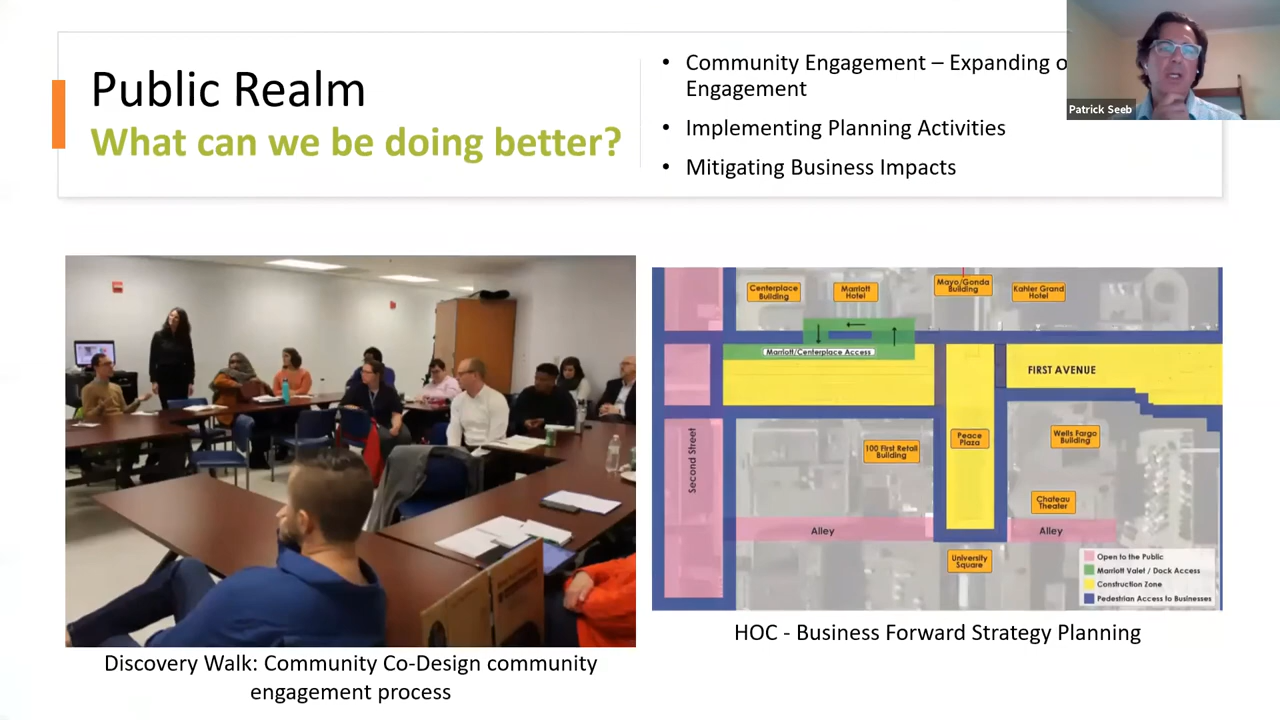 Public Realm
What can we be doing better?
• Community Engagement – Expanding
Engagement
• Implementing Planning Activities
• Mitigating Business Impacts
Patrick Seeb
Centerplace
Building
Marriott
Hotel
Mayo/Gonda
Building
Kahler Grand
Hotel
Marriott/Centerplace Access
FIRST AVENUE
Second Street
100 First Retail
Building
Peace
Plaza
Wells Fargo
Building
Chateau
Theater
Alley
Alley
University
Square
Open to the Public
Marriott Valet / Dock Access
Construction Zone
Pedestrian Access to Businesses
Discovery Walk: Community Co-Design community
engagement process
HOC - Business Forward Strategy Planning